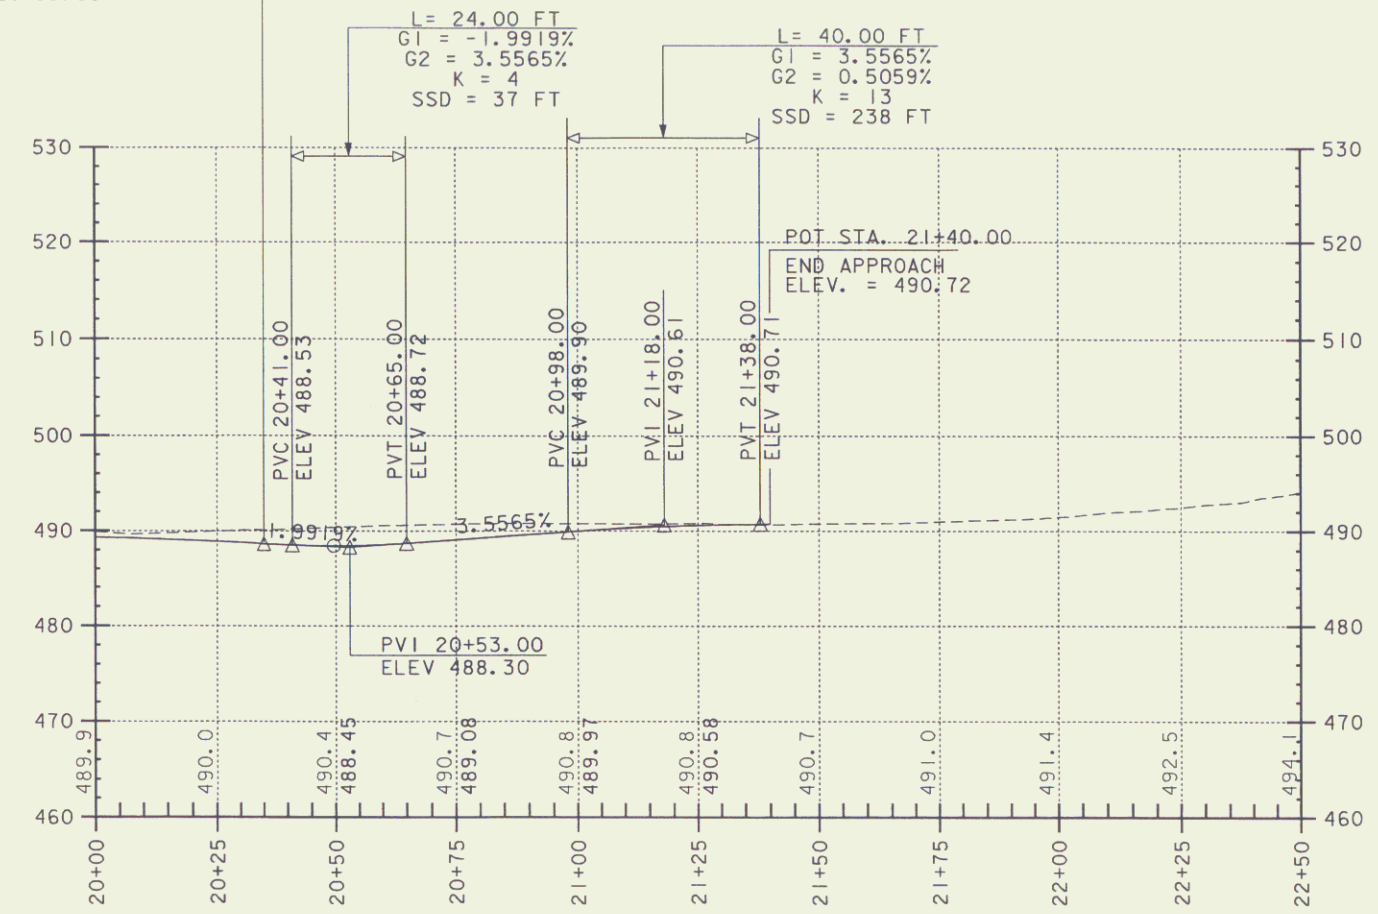 L= 24.00 FT
G1 = -1.9919%
G2 = 3.5565%
K = 4
SSD = 37 FT
L= 40.00 FT
G1 = 3.5565%
G2 = 0.5059%
K = 13
SSD = 238 FT
530
530
520
520
510
510
500
500
490
490
480
480
470
470
460
460
POT STA. 21+40.00
END APPROACH
ELEV. = 490.72
PVC 20+41.00
ELEV 488.53
PVT 20+65.00
ELEV 488.72
PVC 20+98.00
ELEV 489.90
PVI 21+18.00
ELEV 490.61
PVT 21+38.00
ELEV 490.71
1.9919%
3.5565%
PVI 20+53.00
ELEV 488.30
489.9
490.0
490.4
488.45
490.7
489.08
490.8
489.97
490.8
490.58
490.7
491.0
491.4
492.5
494.1
20+00
20+25
20+50
20+75
21+00
21+25
21+50
21+75
22+00
22+25
22+50